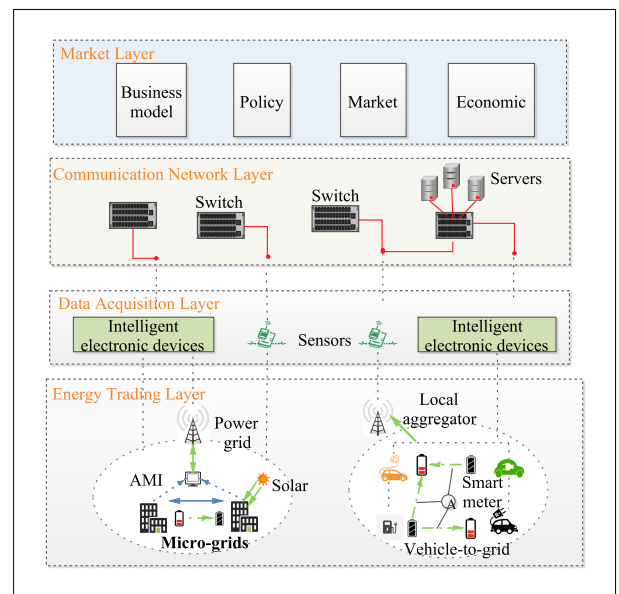 Market Layer
Business
model
Policy
Market
Economic
Communication Network Layer
Switch
Switch
Servers
Data Acquisition Layer
Intelligent
electronic devices
Sensors
Intelligent
electronic devices
Energy Trading Layer
Power
grid
Local
aggregator
AMI
Solar
Smart
meter
A
Micro-grids
Vehicle-to-grid